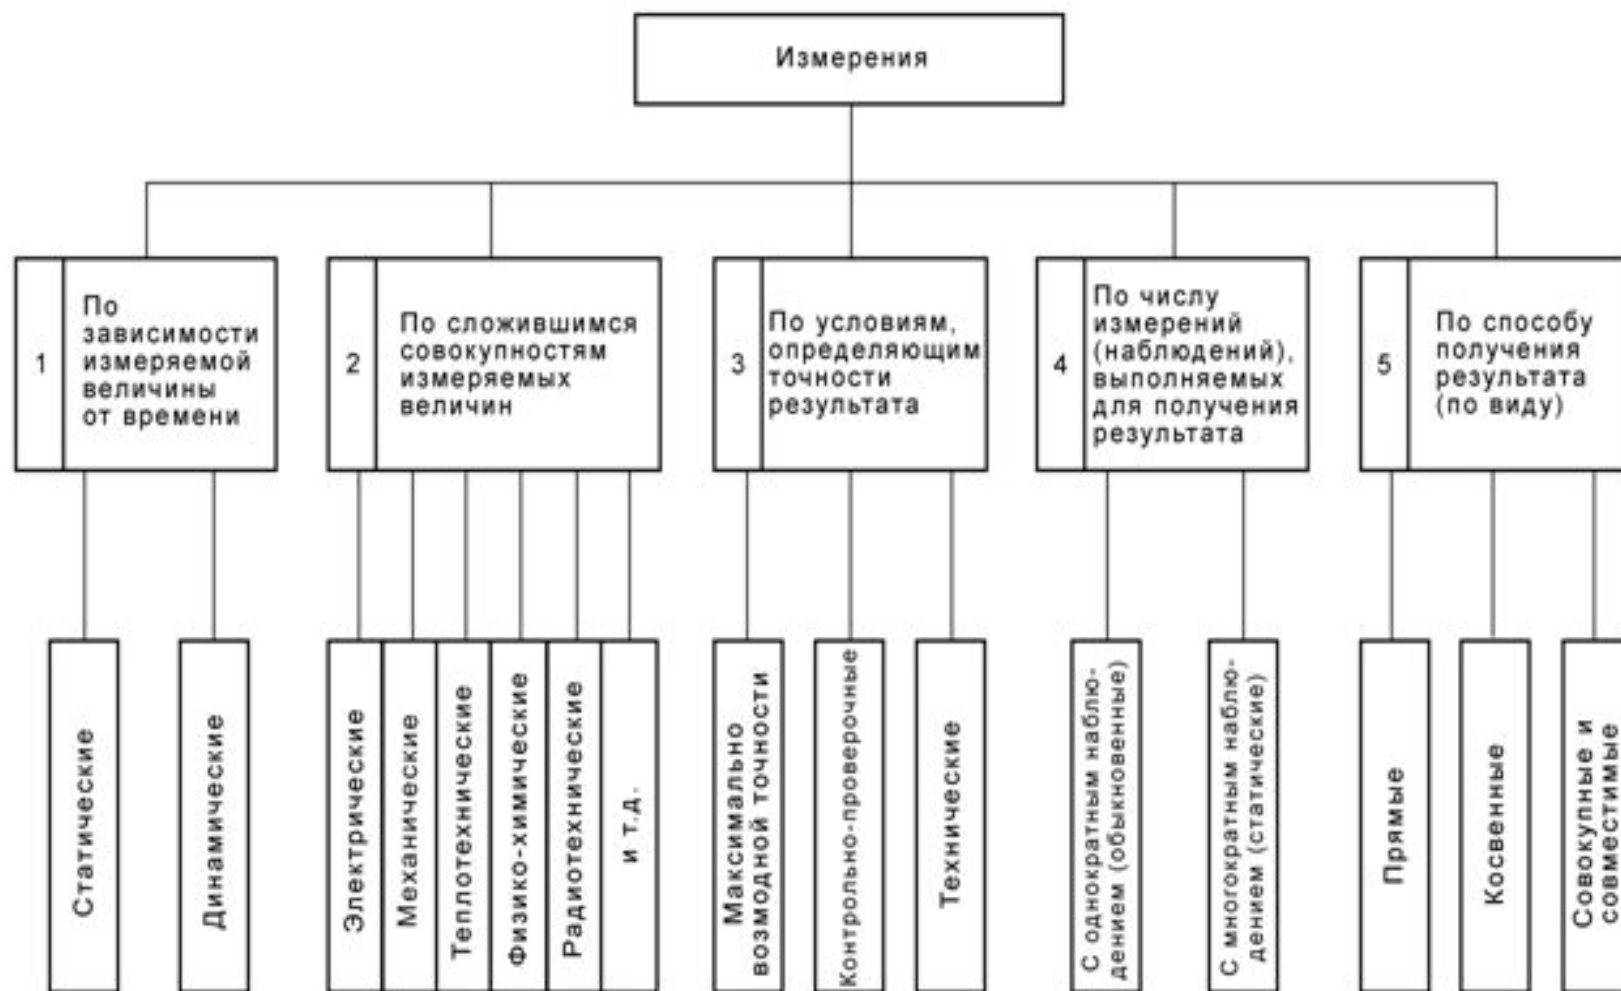 Измерения
1
По
зависимости
измеряемой
величины
от времени
2
По сложившимся
совокупностям
измеряемых
величин
3
По условиям,
определяющим
точности
результата
4
По числу
измерений
(наблюдений),
выполняемых
для получения
результата
5
По способу
получения
результата
(по виду)
Статические
Динамические
Электрические
Механические
Теплотехнические
Физико-химические
Радиотехнические
и т.д.
Максимально
возмодной точности
Контрольно-проверочные
Технические
С однократным наблю-
дением (обыкновенные)
С многократным наблю-
дением (статические)
Прямые
Косвенные
Совокупные и
совместимые